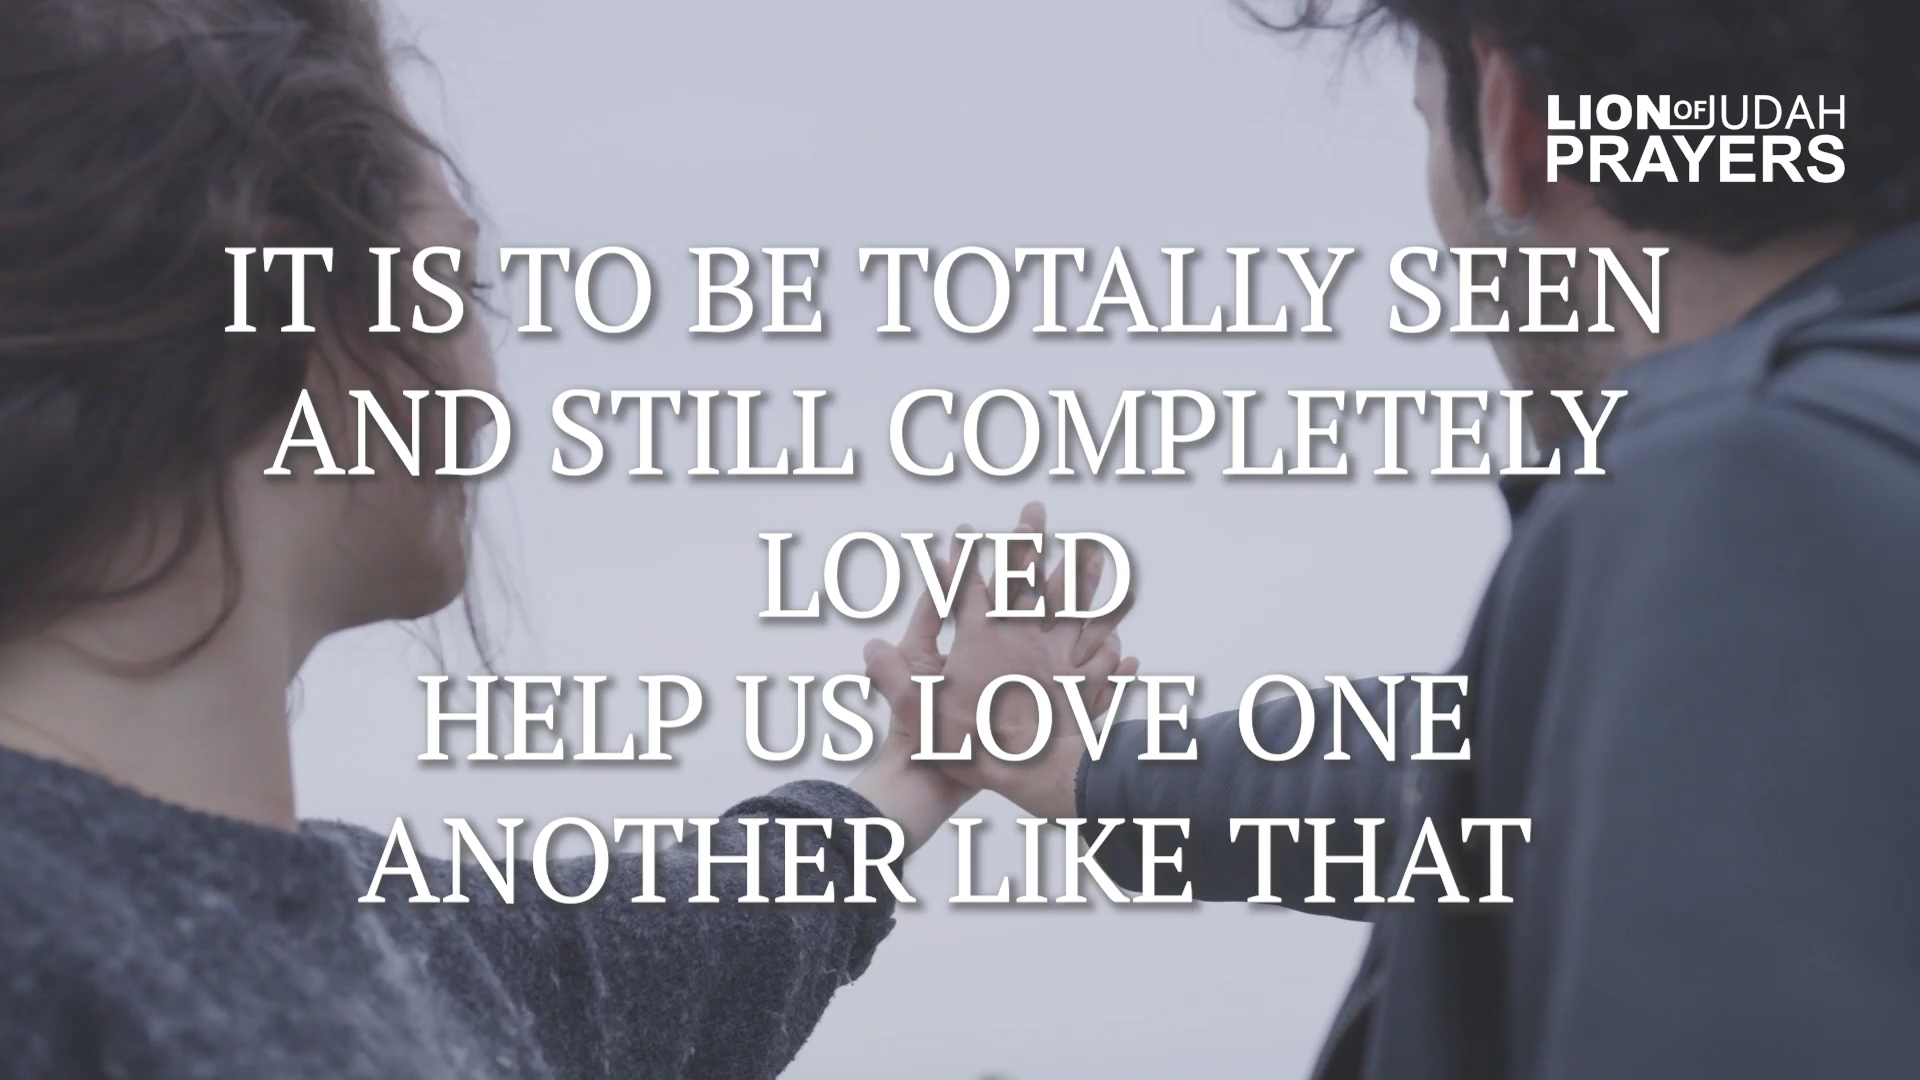 LION OF JUDAH
PRAYERS
IT IS TO BE TOTALLY SEEN
AND STILL COMPLETELY
LOVED
HELP US LOVE ONE
ANOTHER LIKE THAT